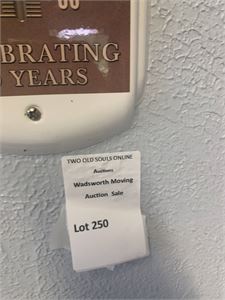 BRATING
YEARS
TWO OLD SOULS ONLINE
Auctions
Wadsworth Moving
Auction Sale
Lot 250